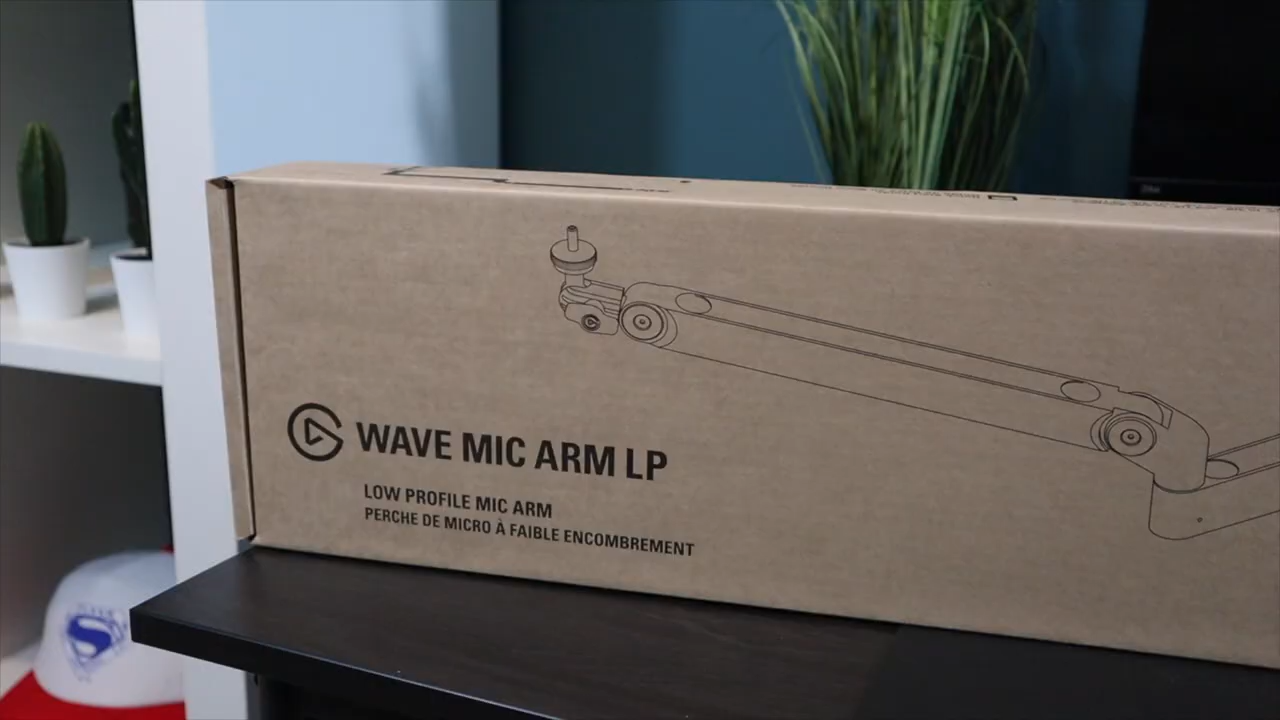 WAVE MIC ARM LP
LOW PROFILE MIC ARM
PERCHE DE MICRO À FAIBLE ENCOMBREMENT